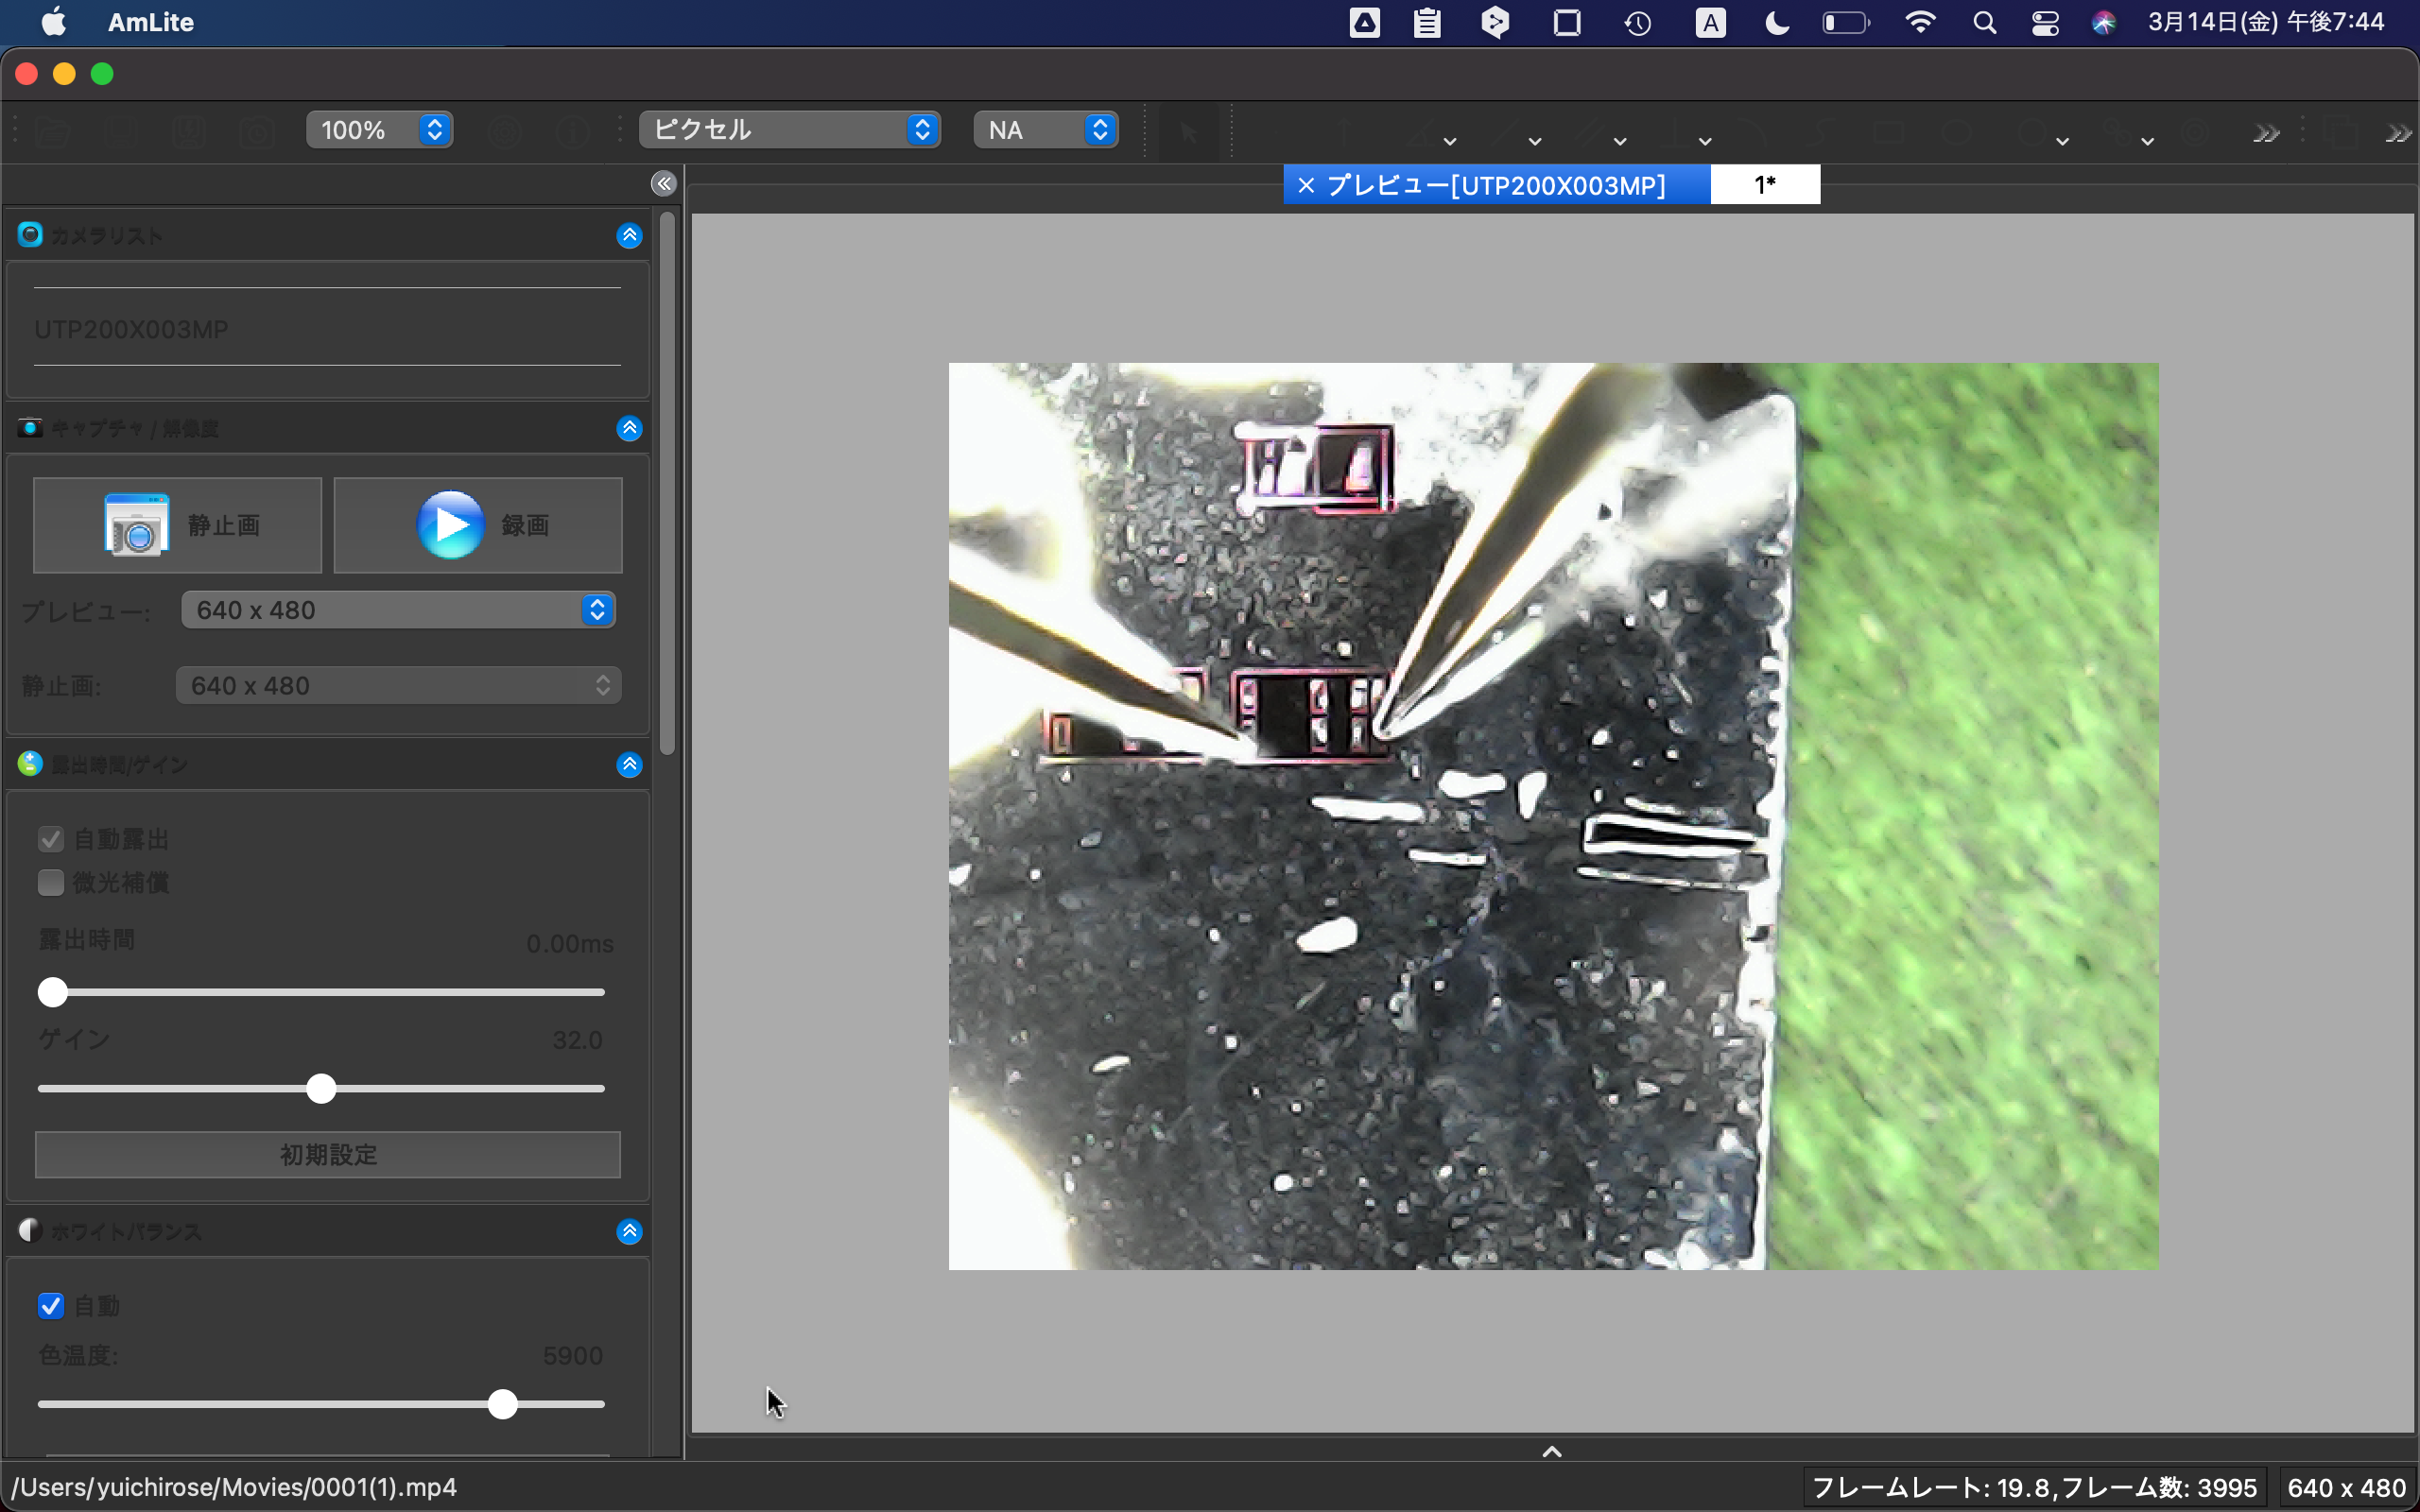 AmLite
A
3月14日(金) 午後7:44
100%
ピクセル
NA
プレビュー[UTP200X003MP]
1*
カメラリスト
UTP200X003MP
キャプチャ / 解像度
静止画
録画
プレビュー:
640 x 480
静止画:
640 x 480
露出時間/ゲイン
自動露出
微光補償
露出時間
0.00ms
ゲイン
32.0
初期設定
ホワイトバランス
自動
色温度:
5900
/Users/yuichirose/Movies/0001(1).mp4
フレームレート: 19.8,フレーム数: 3995
640 x 480